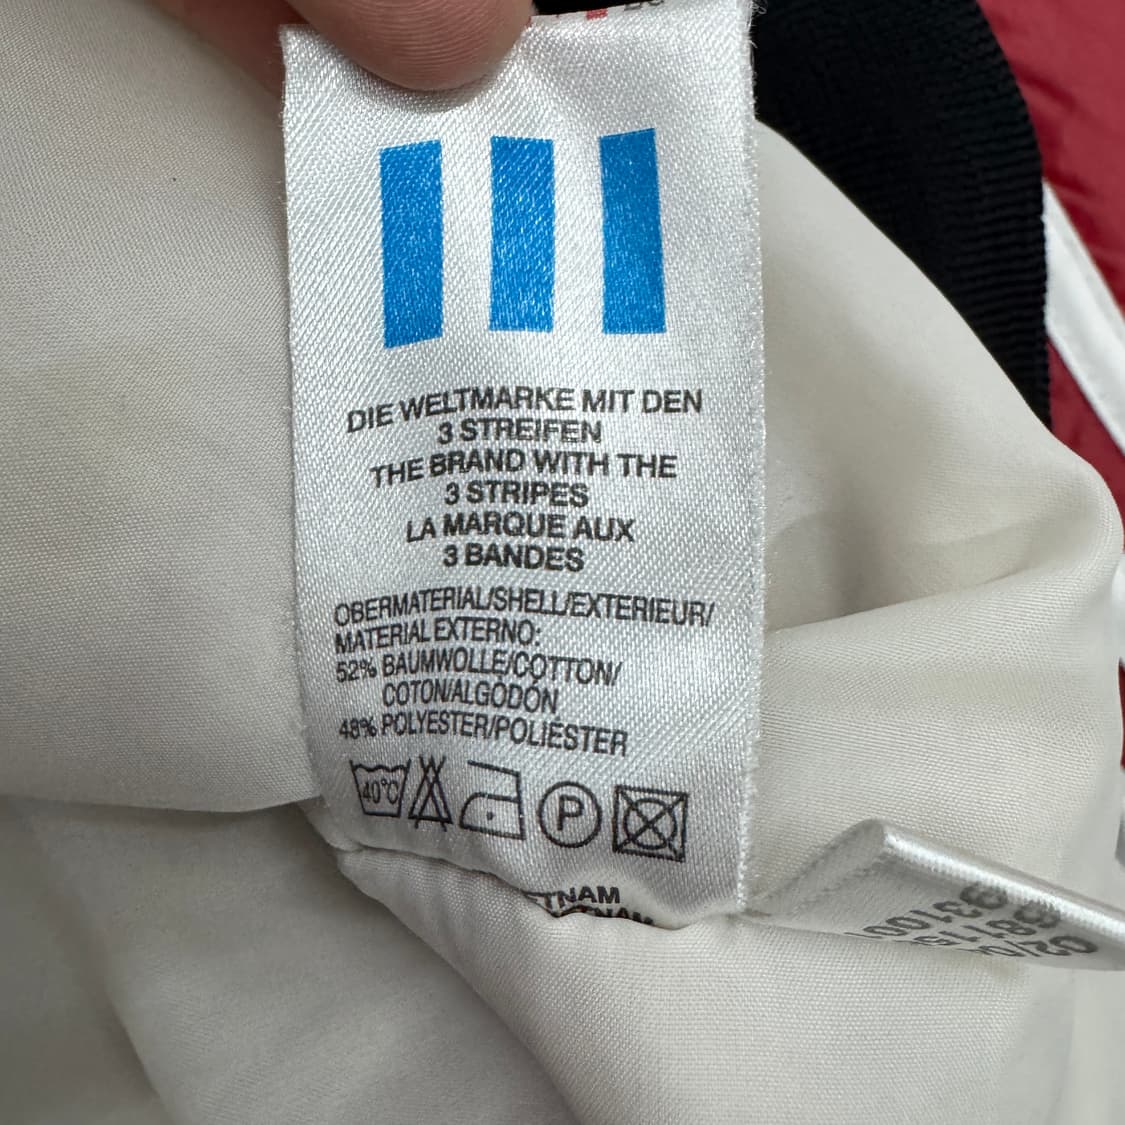 DIE WELTMARKE MIT DEN
3 STREIFEN
THE BRAND WITH THE
3 STRIPES
LA MARQUE AUX
3 BANDES
OBERMATERIAL/SHELL/EXTERIEUR/
MATERIAL EXTERNO:
52% BAUMWOLLE/COTTON/
COTON/ALGODÓN
48% POLYESTER/POLIÉSTER
40°C
P